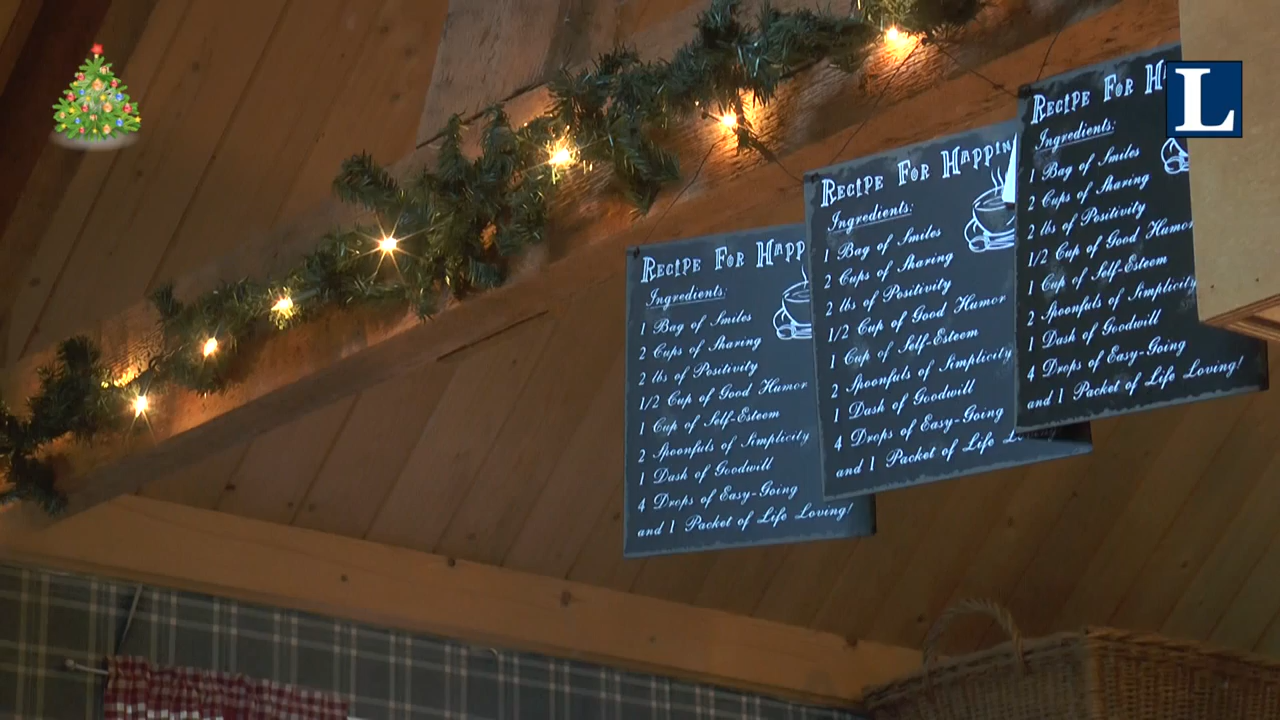 Recipe For Happ
Ingredients:
1 Bag of Smiles
2 Cups of Sharing
2 lbs of Positivity
1/2 Cup of Good Humor
1 Cup of Self-Esteem
2 Spoonfuls of Simplicity
1 Dash of Goodwill
4 Drops of Easy-Going
and 1 Packet of Life Loving!
Recipe For Happin
Ingredients:
1 Bag of Smiles
2 Cups of Sharing
2 lbs of Positivity
1/2 Cup of Good Humor
1 Cup of Self-Esteem
2 Spoonfuls of Simplicity
1 Dash of Goodwill
4 Drops of Easy-Going
and 1 Packet of Life Lo
Recipe For H
Ingredients:
1 Bag of Smiles
2 Cups of Sharing
2 lbs of Positivity
1/2 Cup of Good Humor
1 Cup of Self-Esteem
2 Spoonfuls of Simplicity
1 Dash of Goodwill
4 Drops of Easy-Going
and 1 Packet of Life Loving!
L